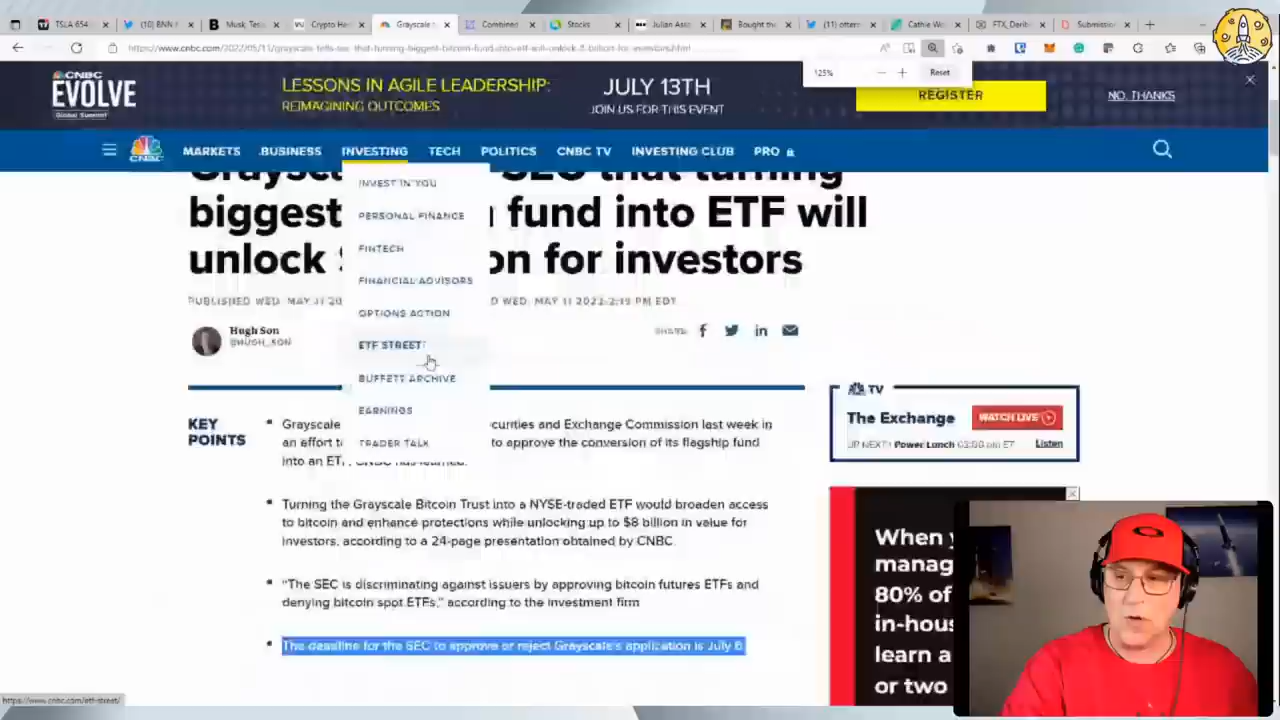 TSLA 654
(10) BNN
Musk, Tes
Crypto He
Grayscale
Combined
Stocks
Julian Ass
Bought the
(11) otter
Cathie Wo
FTX, Deri
Submission
https://www.cnbc.com/2022/05/11/grayscale-tells-sec-that-turning-biggest-bitcoin-fund-into-etf-will-unlock-8-billion-for-investors.html
125%
Reset
CNBC
EVOLVE
Global Summit
LESSONS IN AGILE LEADERSHIP:
REIMAGINING OUTCOMES
JULY 13TH
JOIN US FOR THIS EVENT
REGISTER
NO, THANKS
CNBC
MARKETS BUSINESS INVESTING TECH POLITICS CNBC TV INVESTING CLUB PRO
INVEST IN YOU
PERSONAL FINANCE
FINTECH
FINANCIAL ADVISORS
OPTIONS ACTION
ETF STREET
BUFFETT ARCHIVE
EARNINGS
TRADER TALK
Graysc SEC that turning
biggest fund into ETF will
unlock on for investors
PUBLISHED WED, MAY 11 20 D WED, MAY 11 2022 2:19 PM EDT
Hugh Son
@HUGH_SON
SHARE
KEY
POINTS
Grayscale curities and Exchange Commission last week in
an effort t to approve the conversion of its flagship fund
into an ETF, CNBC has learned.
Turning the Grayscale Bitcoin Trust into a NYSE-traded ETF would broaden access
to bitcoin and enhance protections while unlocking up to $8 billion in value for
investors, according to a 24-page presentation obtained by CNBC.
"The SEC is discriminating against issuers by approving bitcoin futures ETFs and
denying bitcoin spot ETFs," according to the investment firm
The deadline for the SEC to approve or reject Grayscale's application is July 6
TV
The Exchange
WATCH LIVE
UP NEXT | Power Lunch 02:00 pm ET
Listen
When y
manag
80% of
in-hous
learn a
or two
https://www.cnbc.com/etf-street/